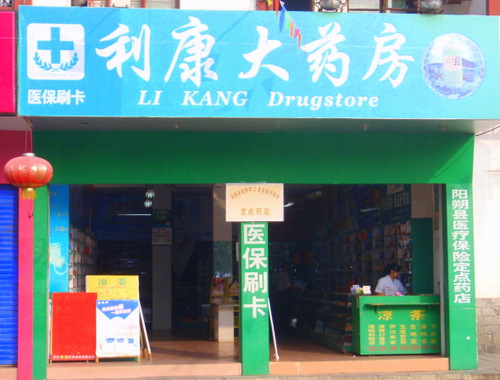 利康大药房
医保刷卡
LI KANG Drugstore
定点药店
医保刷卡
阳朔县医疗保险定点药店
凉茶
凉茶